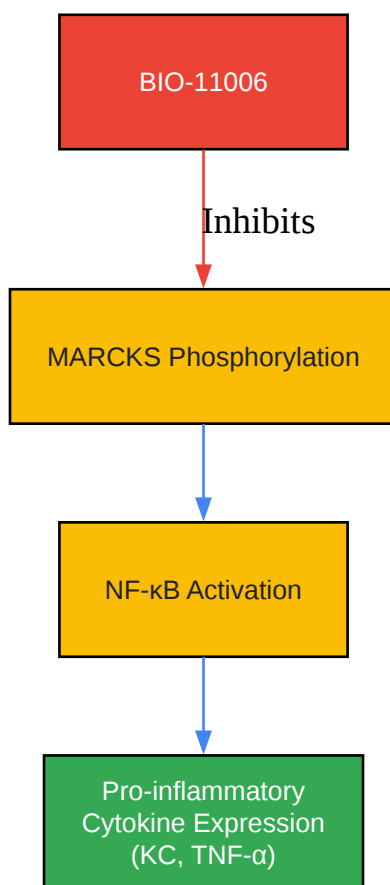 BIO-11006
Inhibits
MARCKS Phosphorylation
NF-κB Activation
Pro-inflammatory
Cytokine Expression
(KC, TNF-α)